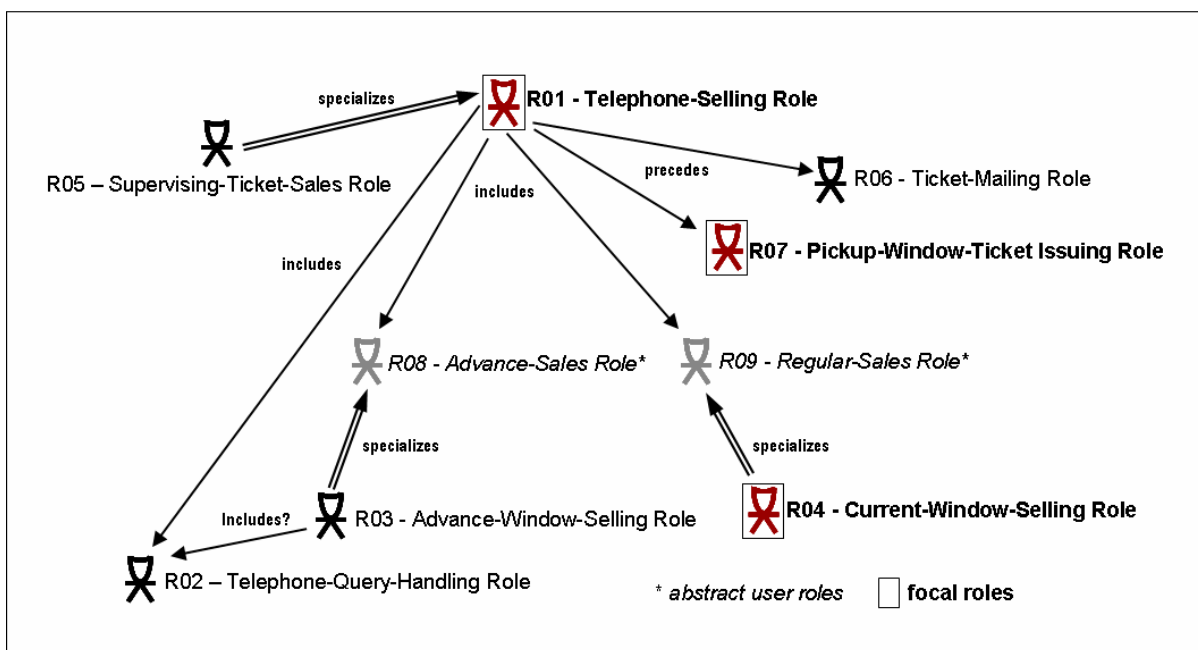 specializes
R01 - Telephone-Selling Role
R05 – Supervising-Ticket-Sales Role
includes
precedes
R06 - Ticket-Mailing Role
R07 - Pickup-Window-Ticket Issuing Role
includes
R08 - Advance-Sales Role*
R09 - Regular-Sales Role*
specializes
specializes
Includes?
R03 - Advance-Window-Selling Role
R04 - Current-Window-Selling Role
R02 – Telephone-Query-Handling Role
* abstract user roles
focal roles